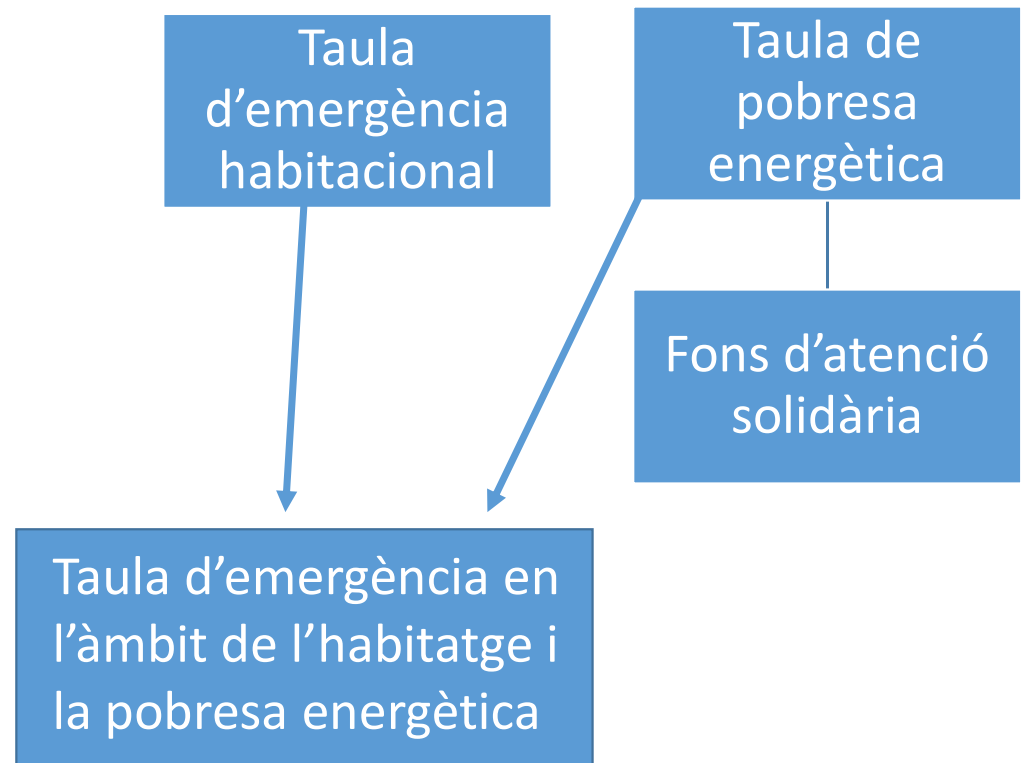 Taula
d’emergència
habitacional
Taula de
pobresa
energètica
Fons d’atenció
solidària
Taula d’emergència en
l’àmbit de l’habitatge i
la pobresa energètica